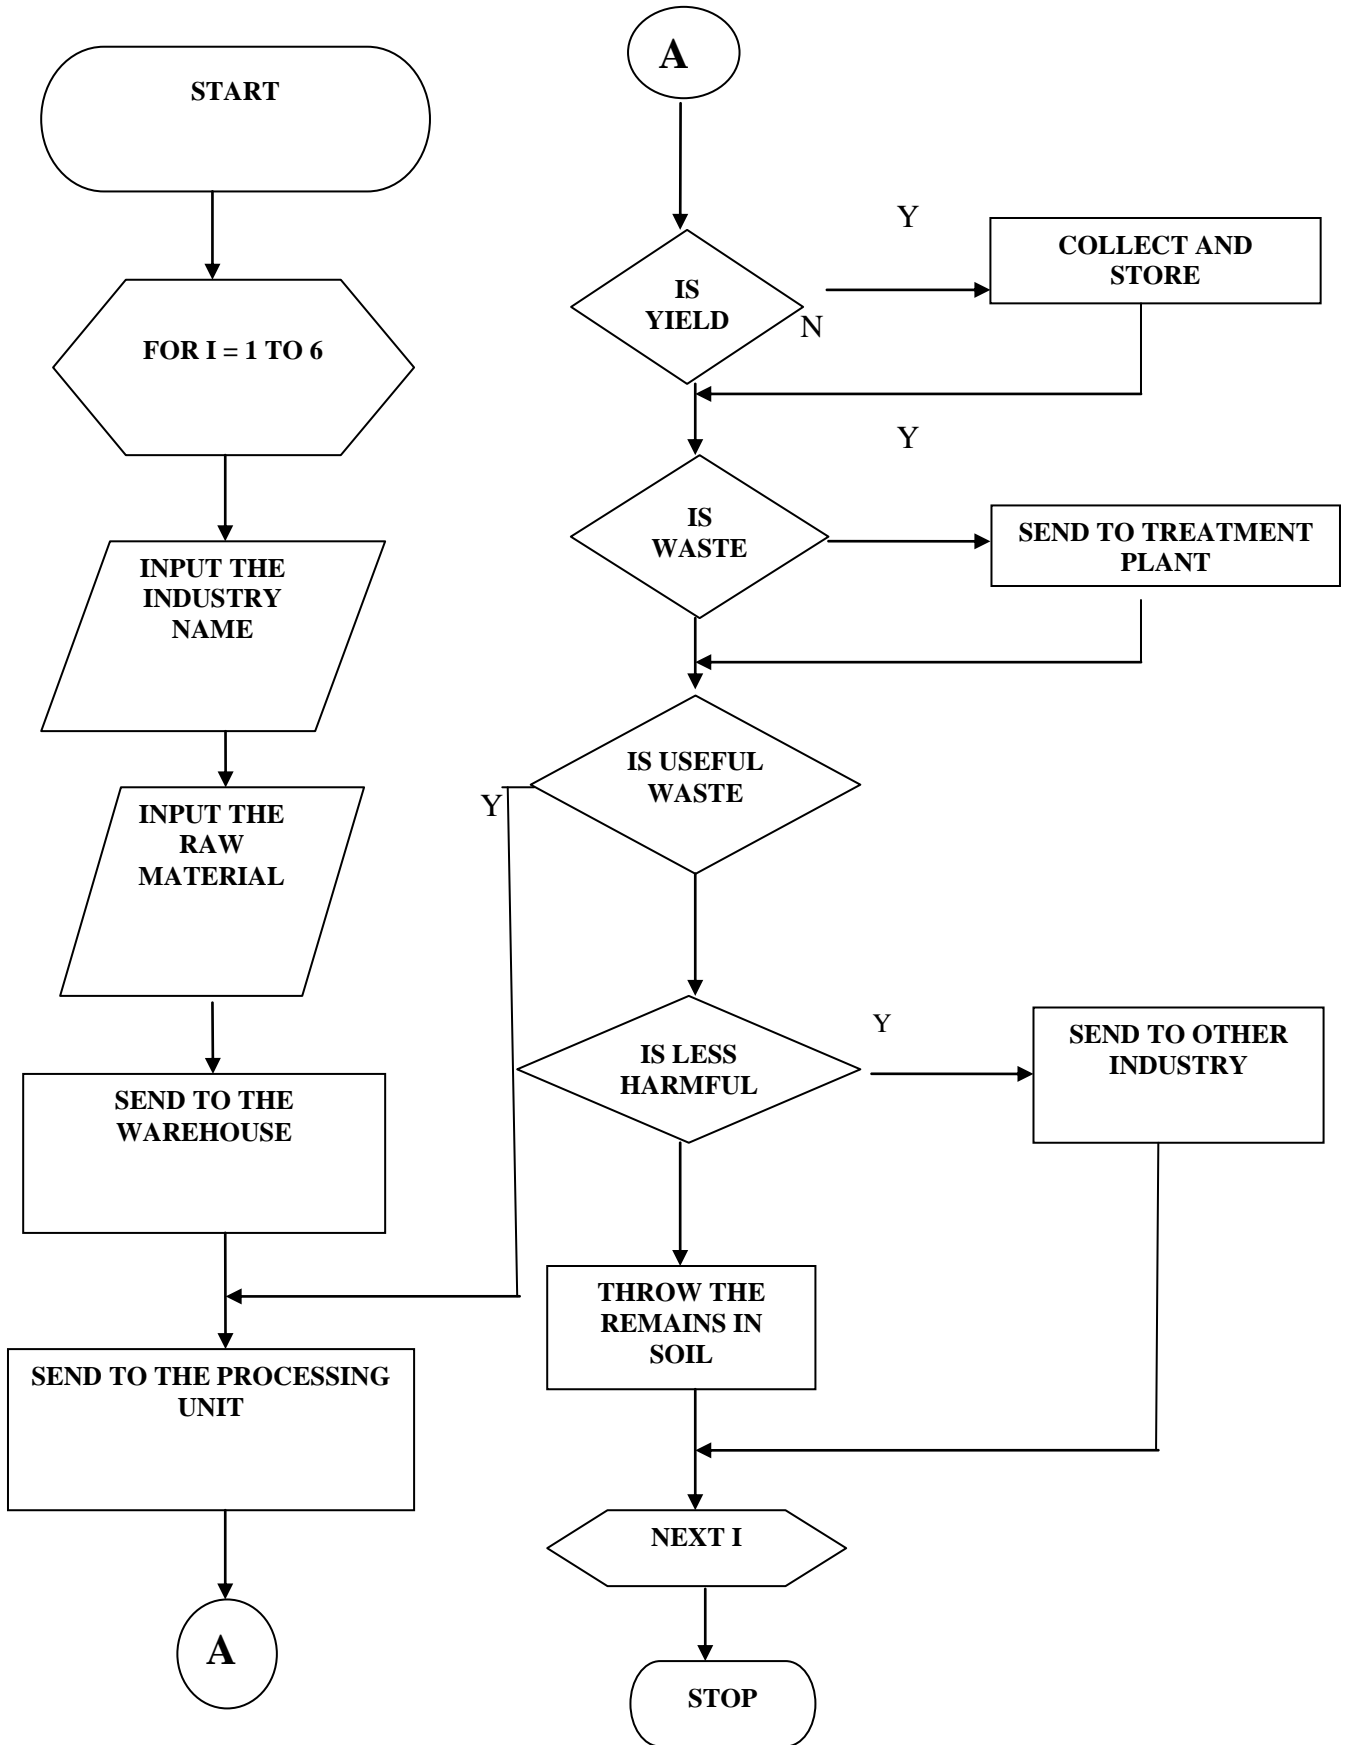 START
FOR I = 1 TO 6
INPUT THE
INDUSTRY
NAME
INPUT THE
RAW
MATERIAL
SEND TO THE
WAREHOUSE
SEND TO THE PROCESSING
UNIT
A
A
IS
YIELD
Y
N
COLLECT AND
STORE
IS
WASTE
Y
SEND TO TREATMENT
PLANT
IS USEFUL
WASTE
Y
IS LESS
HARMFUL
Y
SEND TO OTHER
INDUSTRY
THROW THE
REMAINS IN
SOIL
NEXT I
STOP